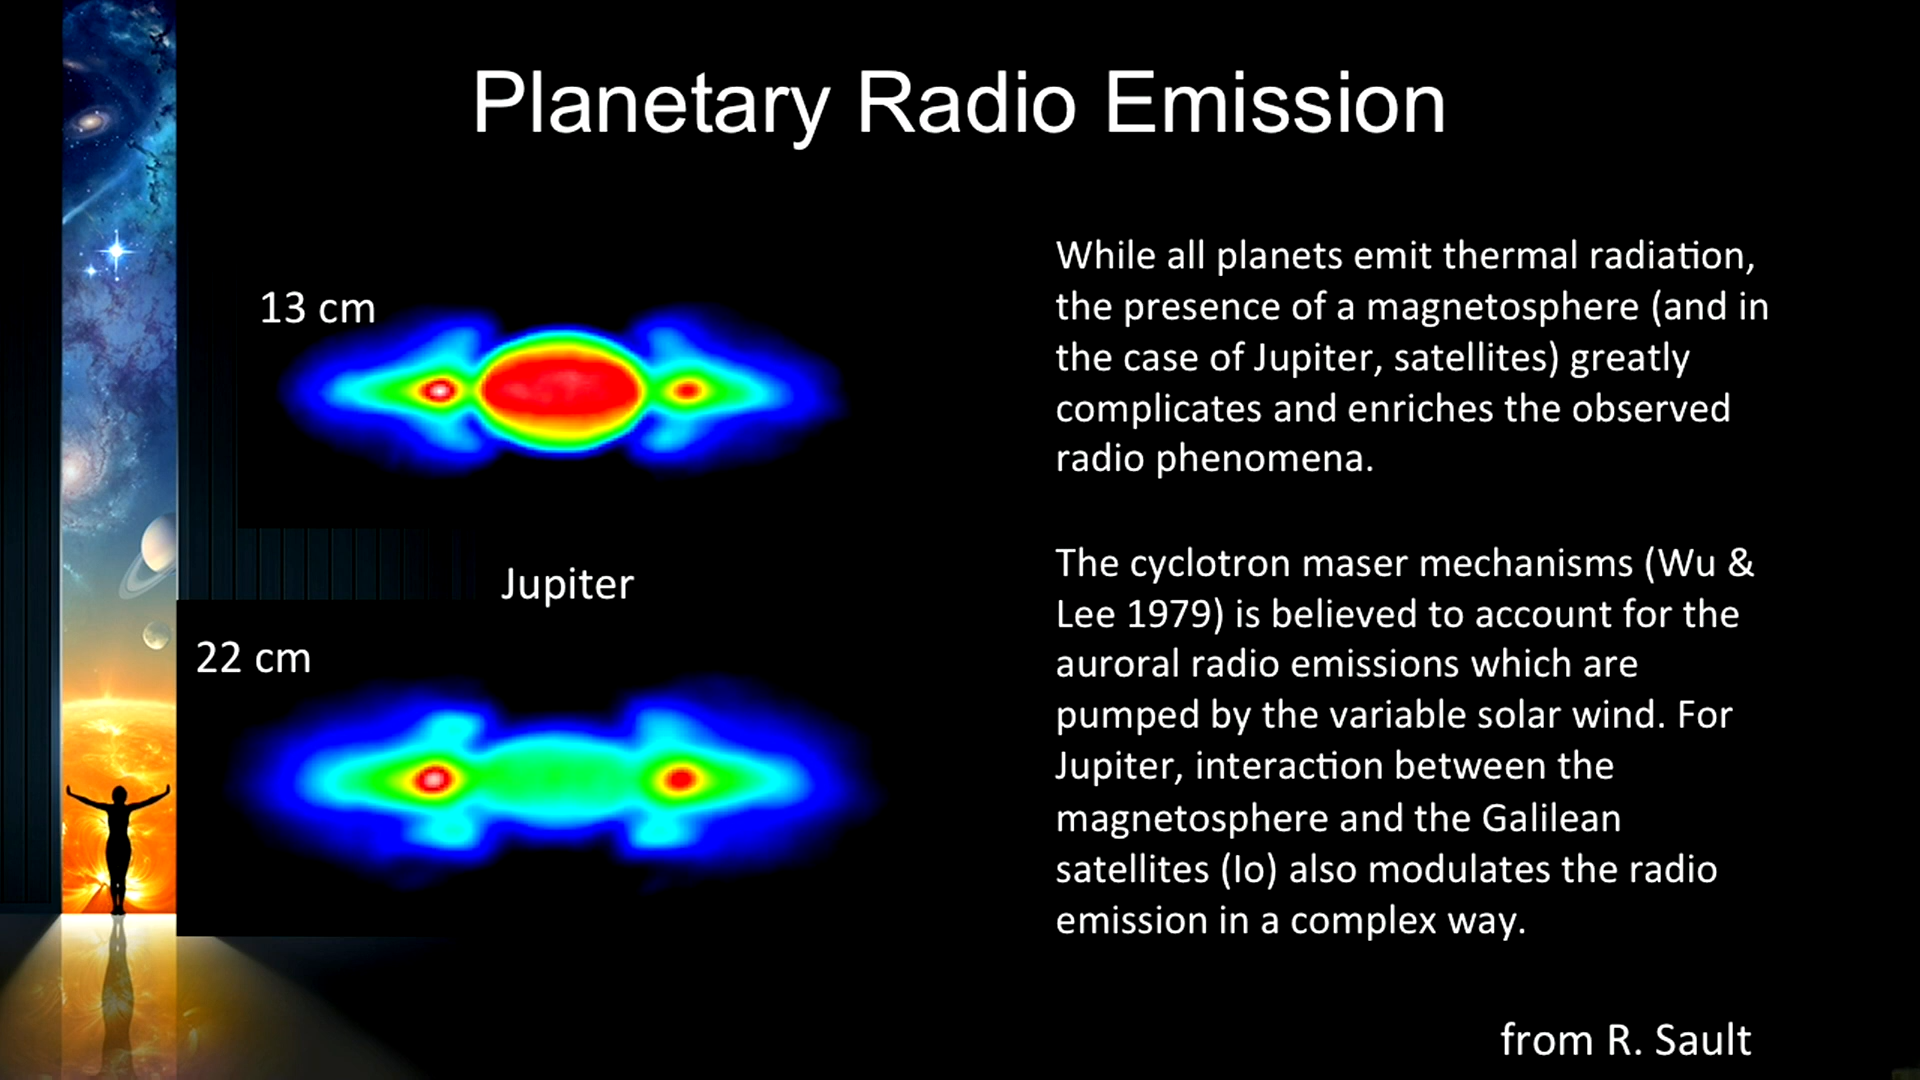 Planetary Radio Emission
13 cm
Jupiter
22 cm
While all planets emit thermal radiation,
the presence of a magnetosphere (and in
the case of Jupiter, satellites) greatly
complicates and enriches the observed
radio phenomena.
The cyclotron maser mechanisms (Wu &
Lee 1979) is believed to account for the
auroral radio emissions which are
pumped by the variable solar wind. For
Jupiter, interaction between the
magnetosphere and the Galilean
satellites (Io) also modulates the radio
emission in a complex way.
from R. Sault